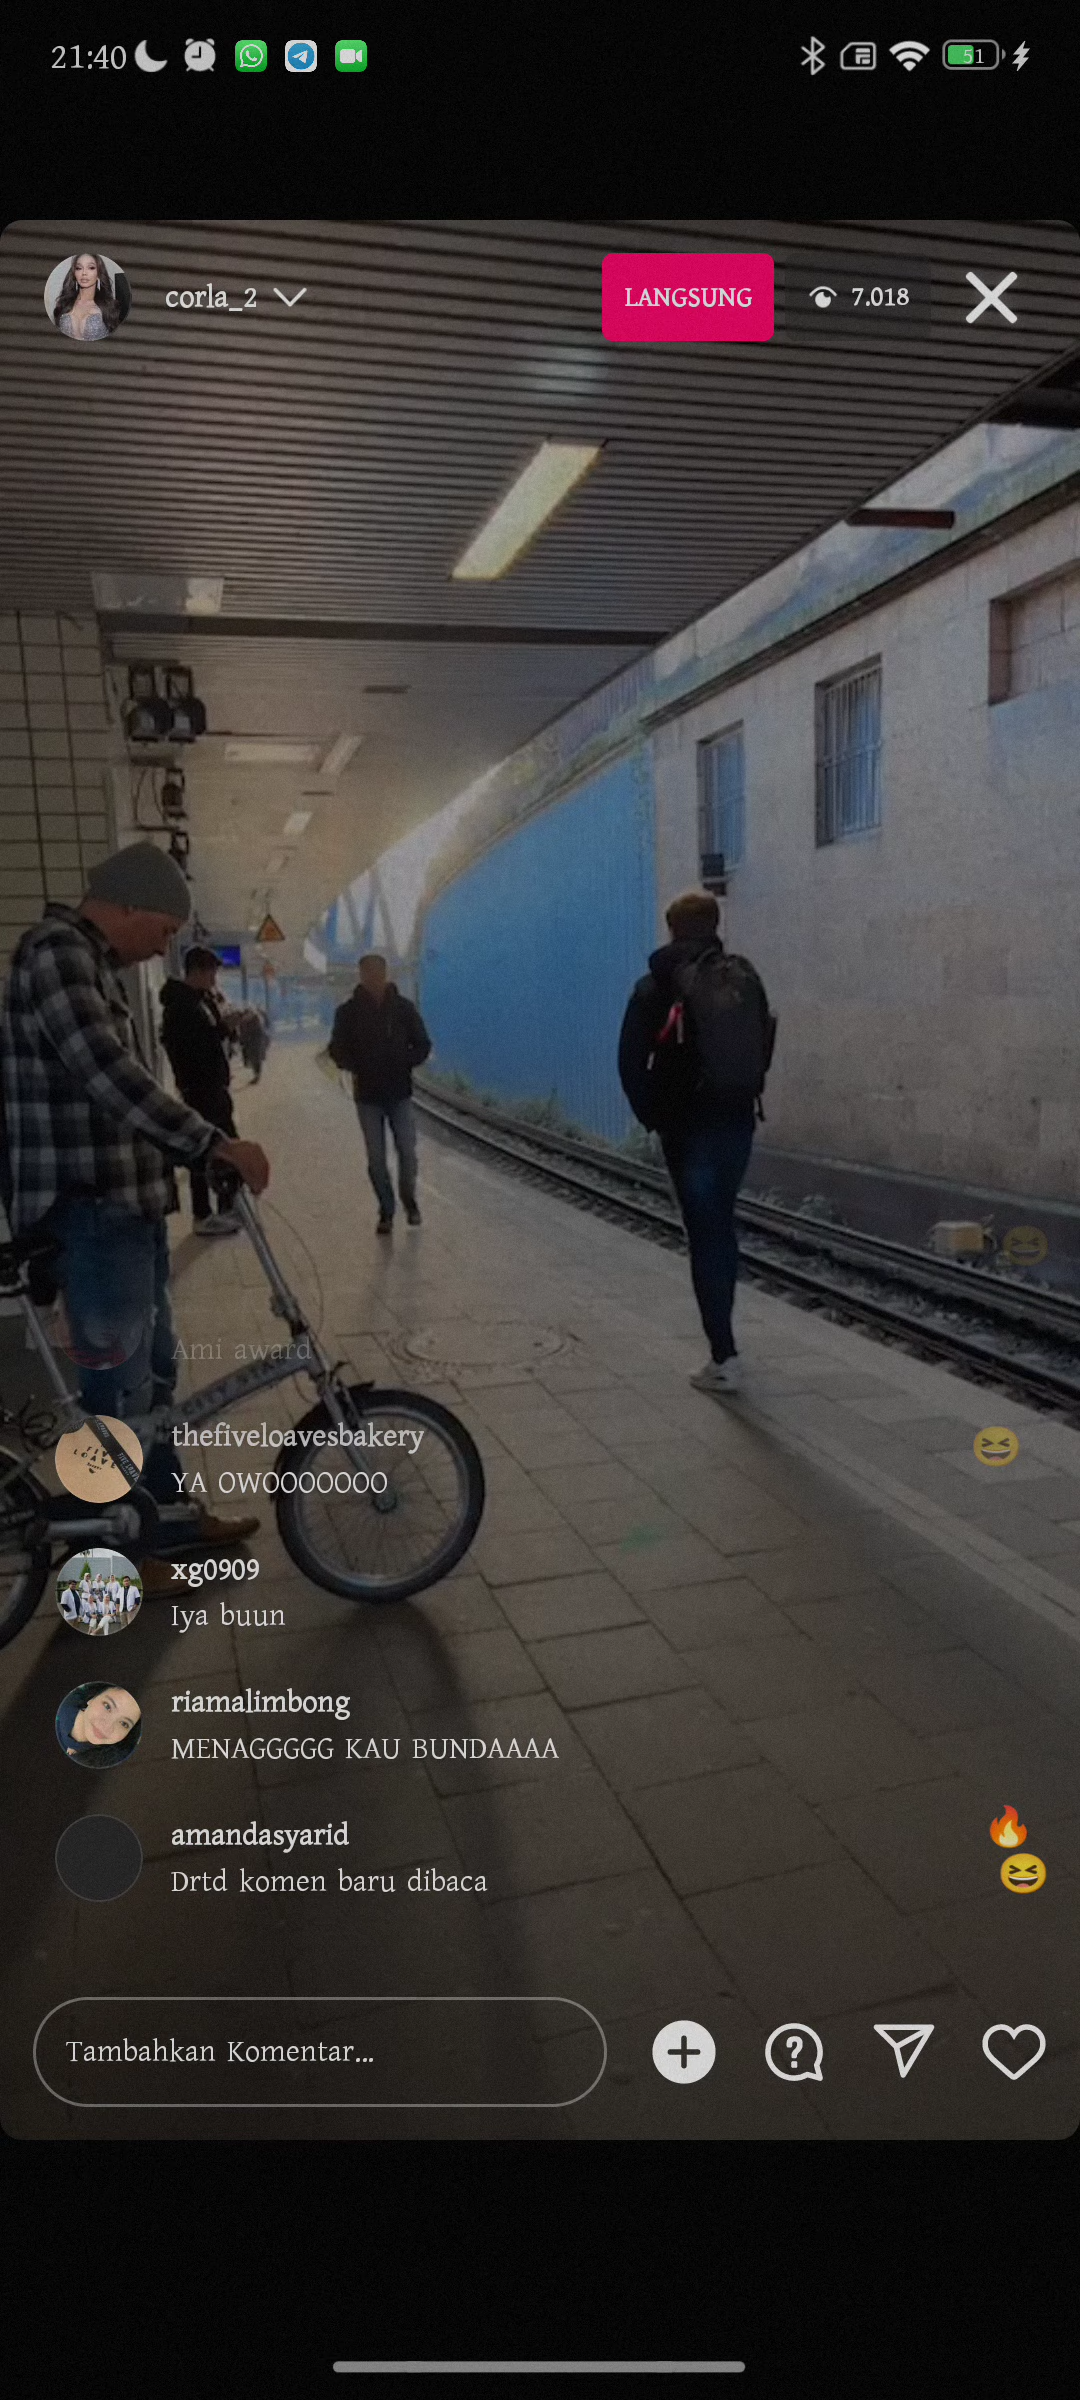 21:40
51
corla_2
LANGSUNG
7.018
Ami award
thefiveloavesbakery
YA OWOOOOOOO
xg0909
Iya buun
riamalimbong
MENAGGGGG KAU BUNDAAAA
amandasyarid
Drtd komen baru dibaca
Tambahkan Komentar...